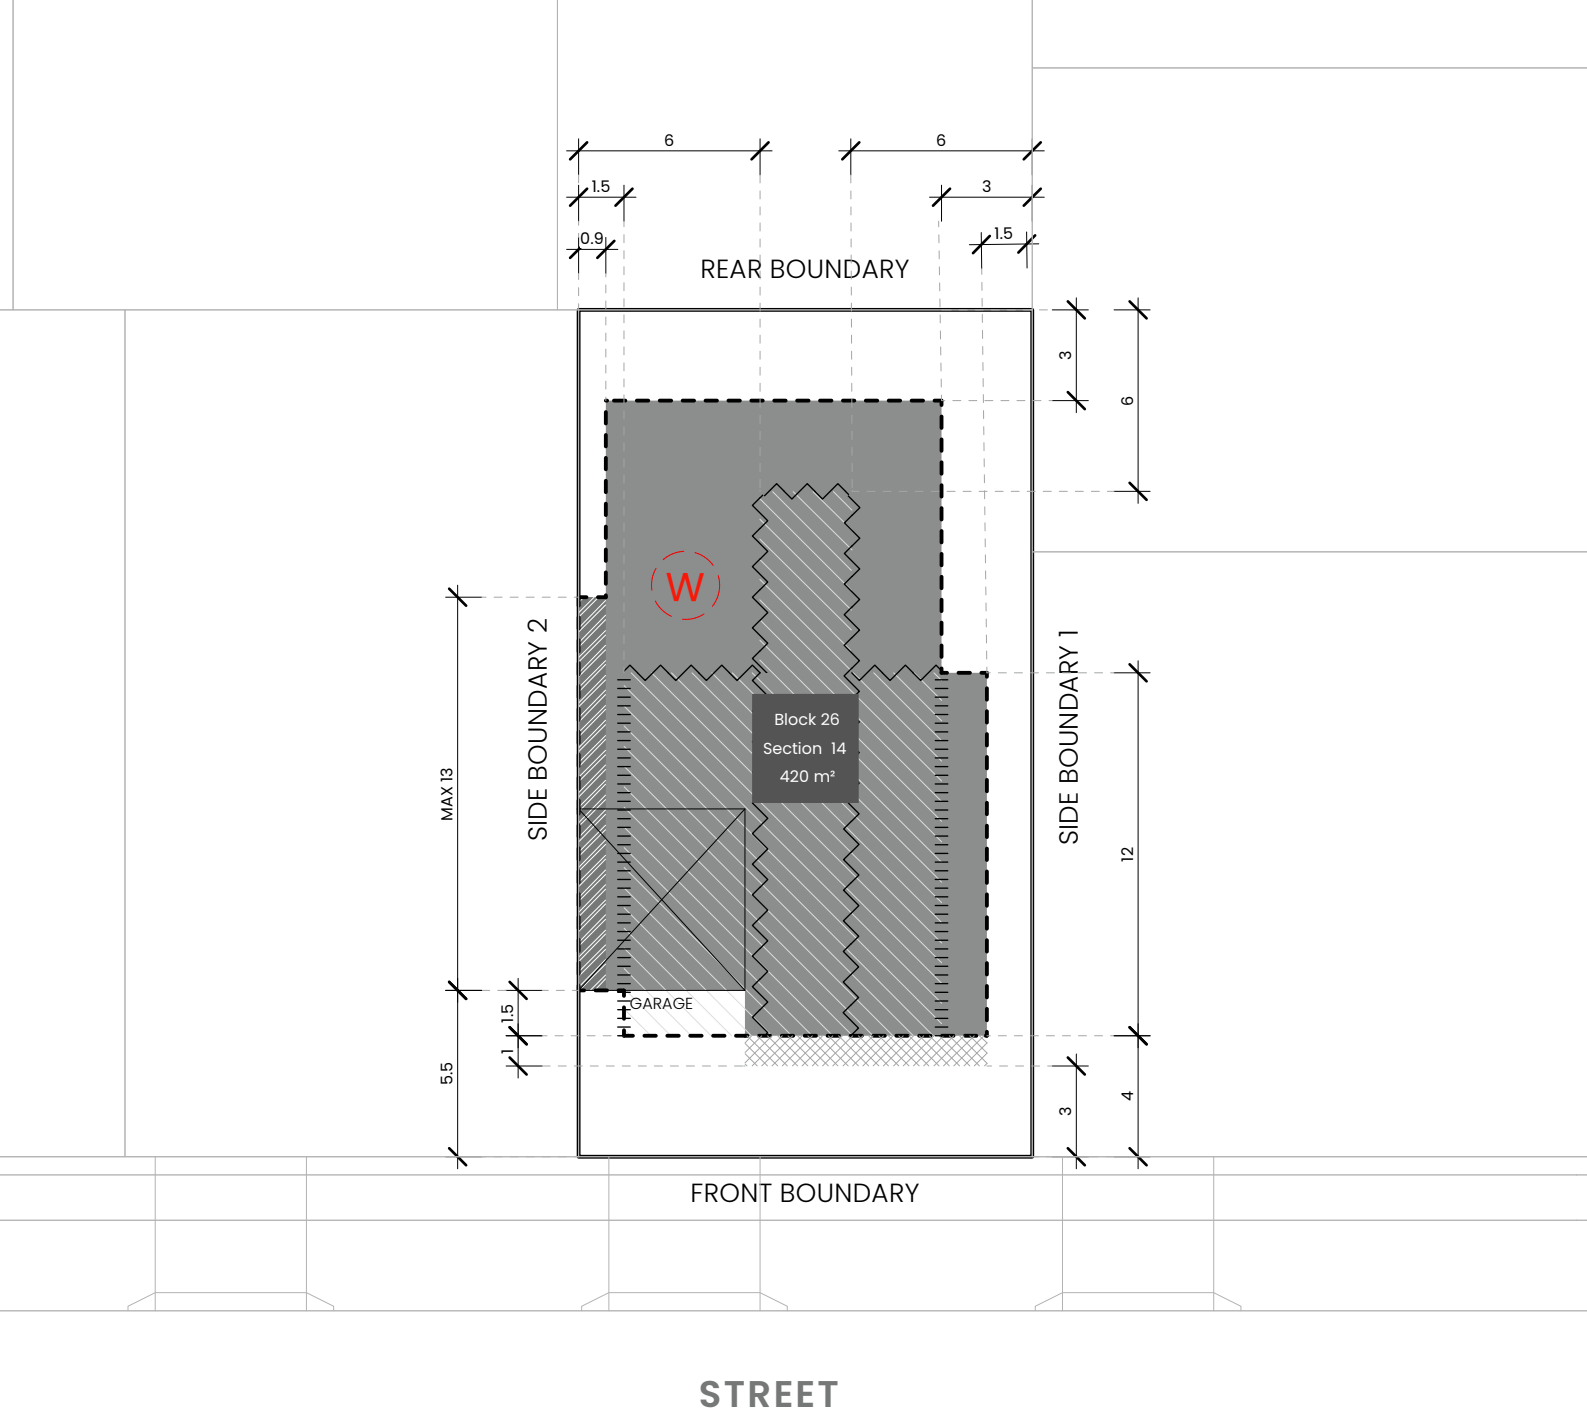 6
6
1.5
3
0.9
1.5
REAR BOUNDARY
3
6
W
SIDE BOUNDARY 2
SIDE BOUNDARY 1
Block 26
Section 14
420 m²
MAX 13
12
GARAGE
1.5
1
5.5
3
4
FRONT BOUNDARY
STREET